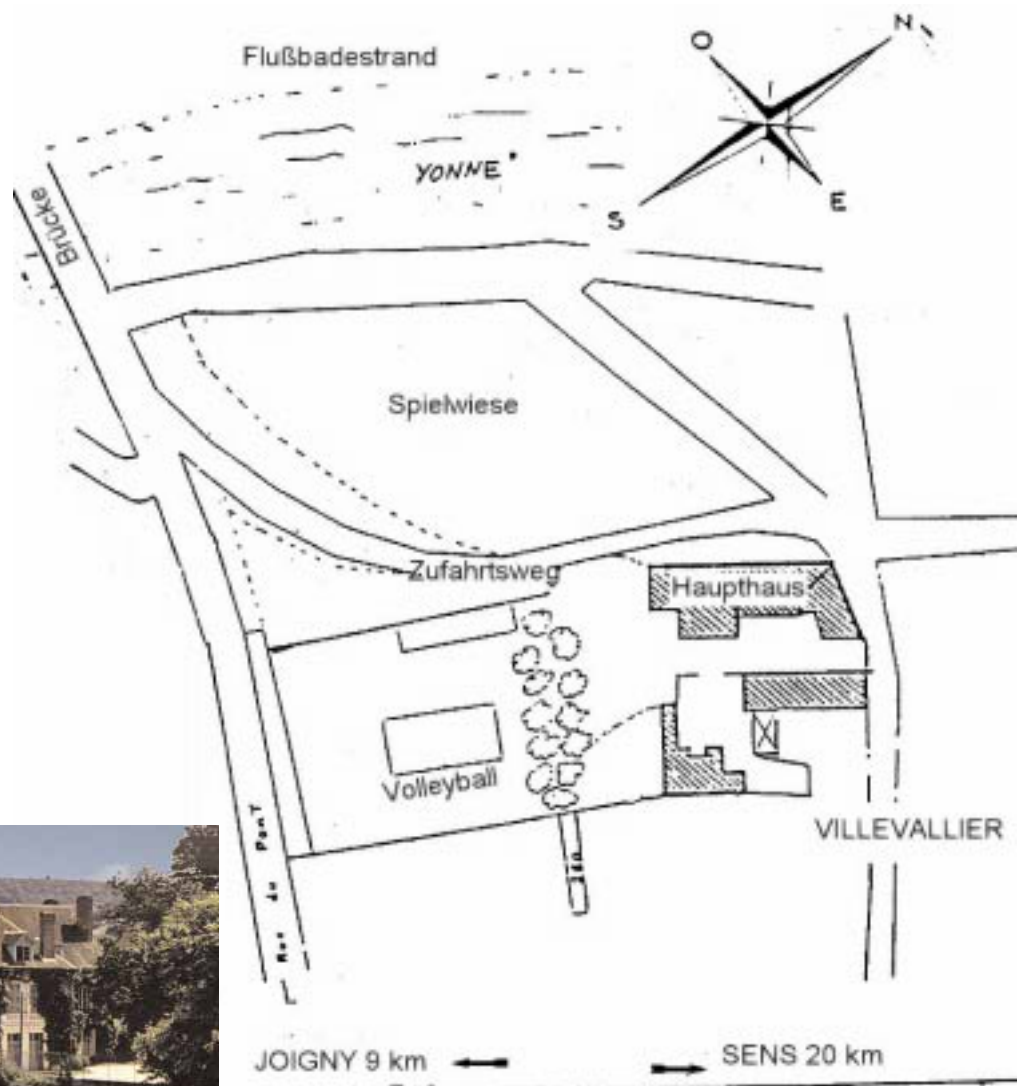 Flußbadestrand
O
N
YONNE
S
E
Brücke
Spielwiese
Zufahrtsweg
Haupthaus
Volleyball
VILLEVALLIER
Rue du PonT
JOIGNY 9 km
SENS 20 km